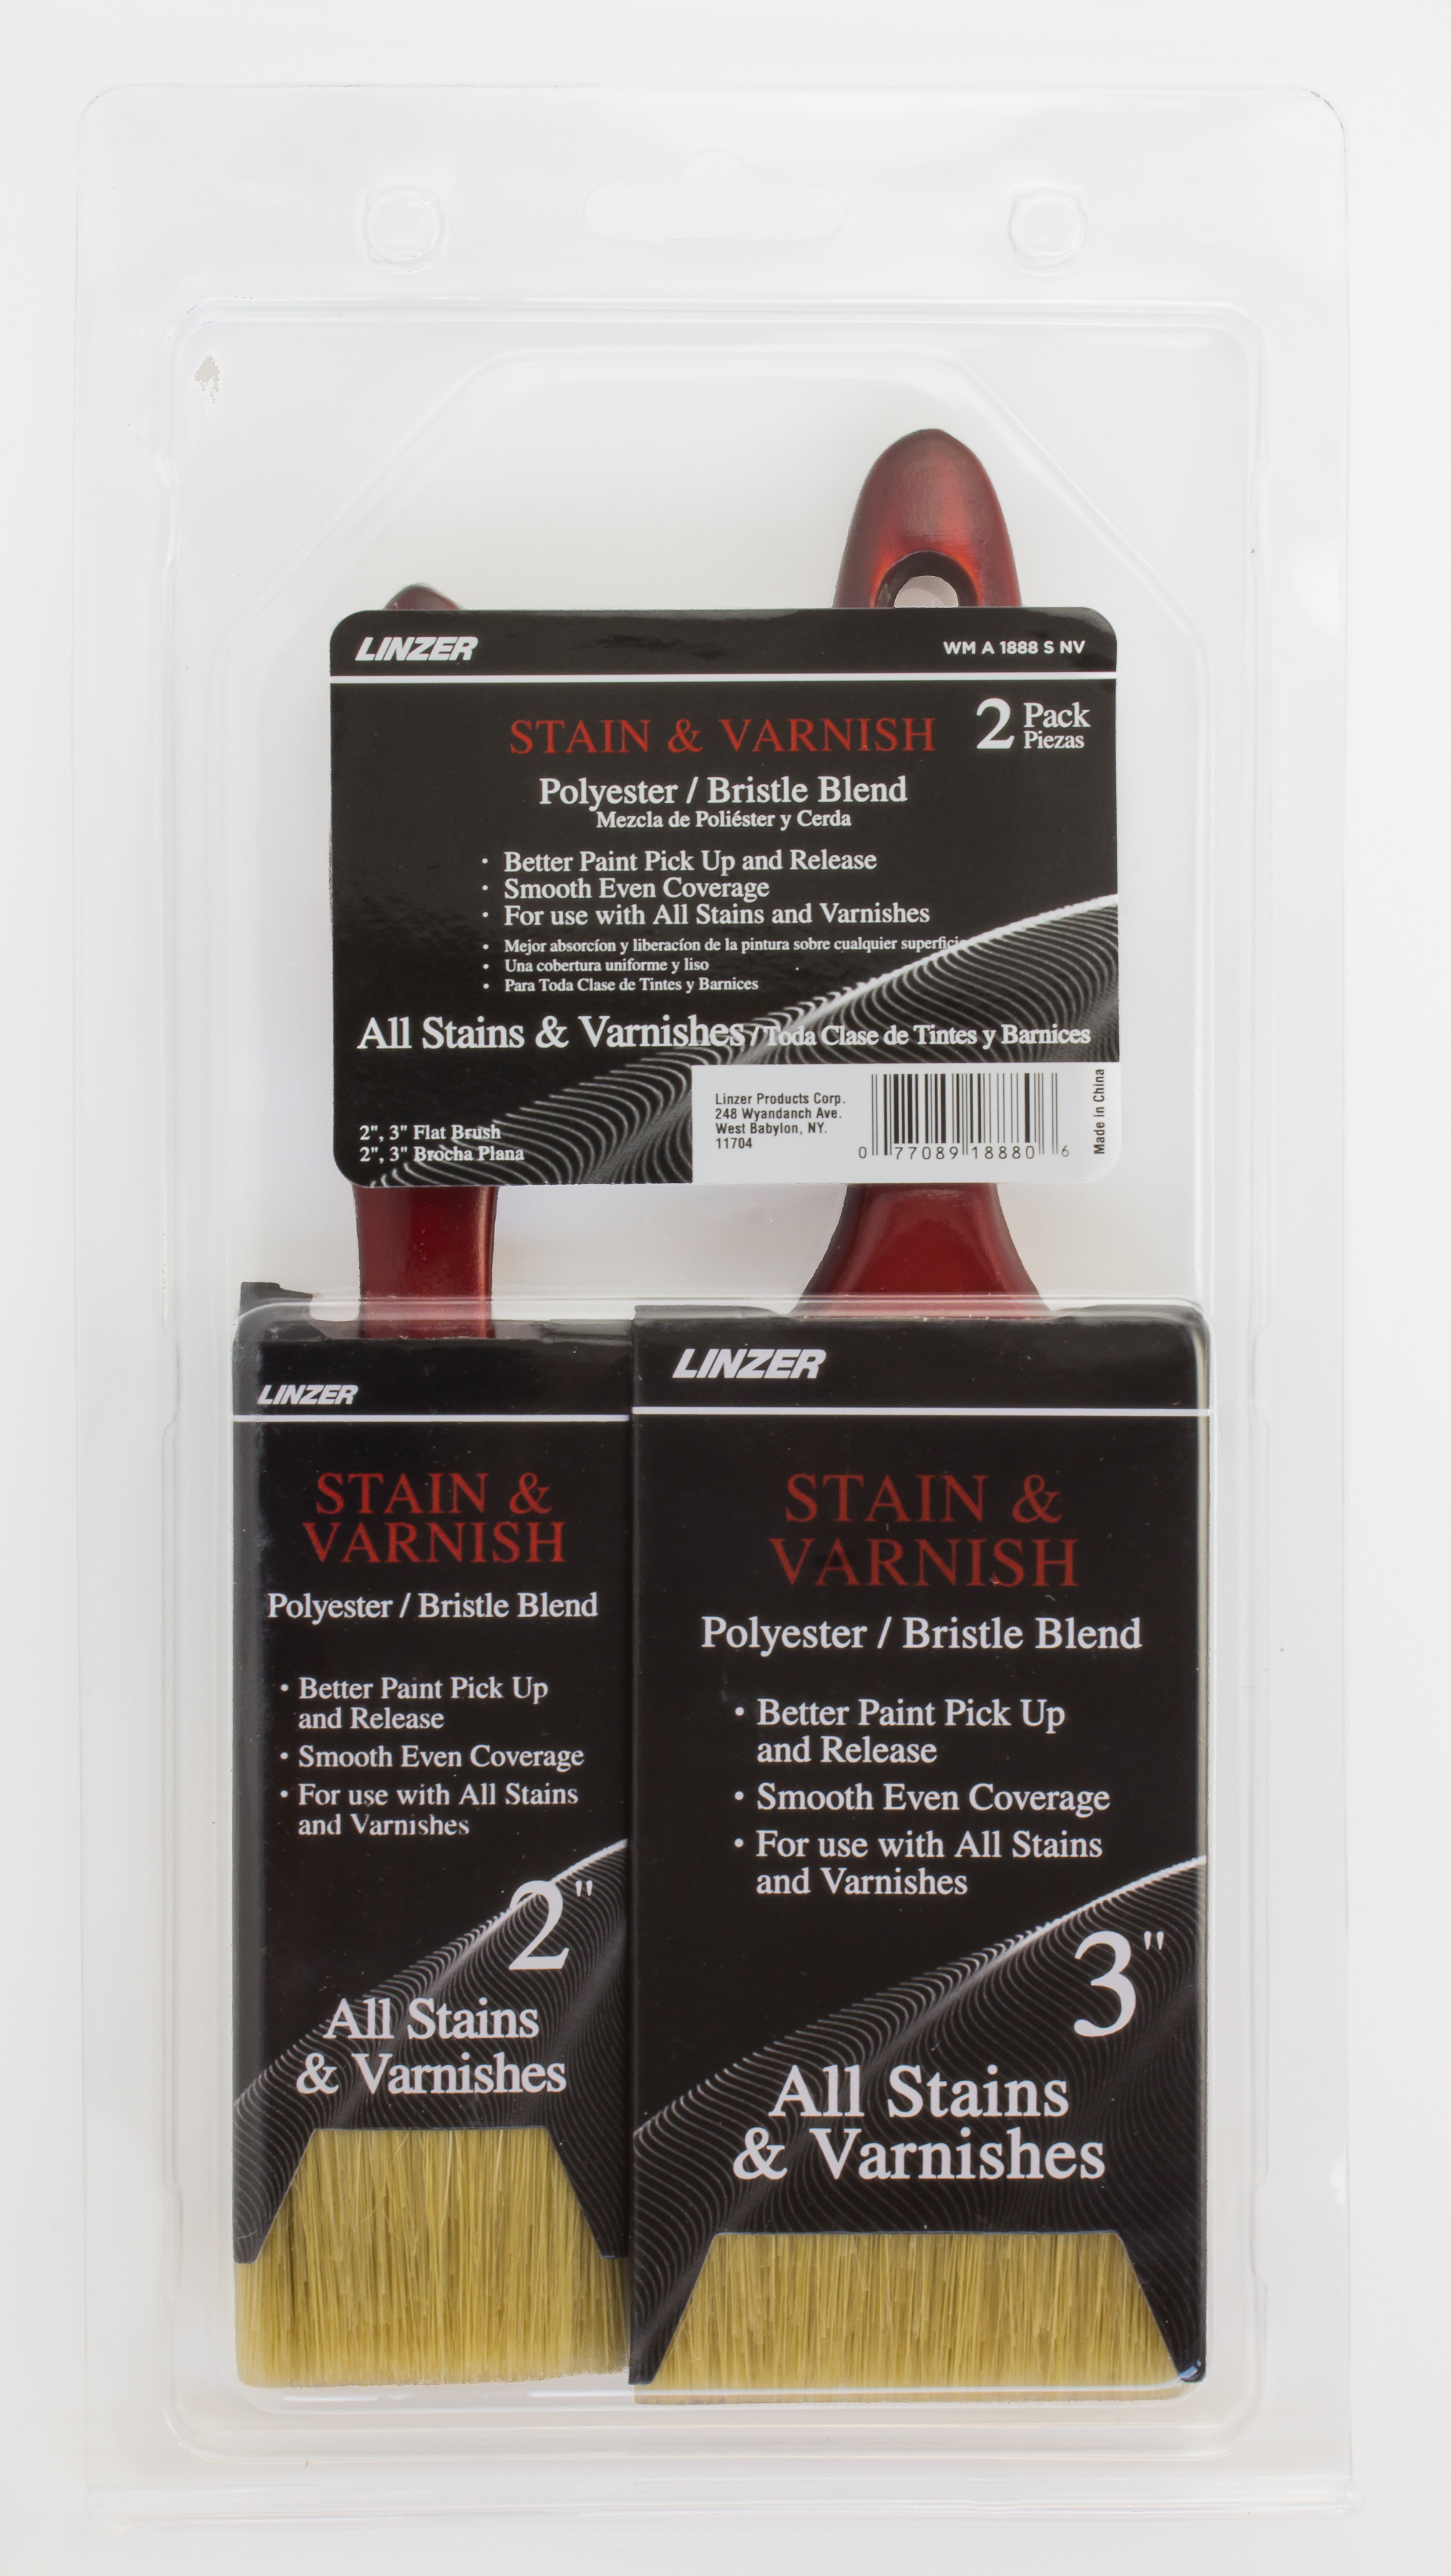 LINZER
WM A 1888 S NV
STAIN & VARNISH
2 Pack
Piezas
Polyester / Bristle Blend
Mezcla de Poliéster y Cerda
· Better Paint Pick Up and Release
· Smooth Even Coverage
· For use with All Stains and Varnishes
• Mejor absorcíon y liberacíon de la pintura sobre cualquier superficie
• Una cobertura uniforme y liso
• Para Toda Clase de Tintes y Barnices
All Stains & Varnishes / Toda Clase de Tintes y Barnices
2", 3" Flat Brush
2", 3" Brocha Plana
Linzer Products Corp.
248 Wyandanch Ave.
West Babylon, NY.
11704
0 77089 18880 6
Made in China
LINZER
STAIN &
VARNISH
Polyester / Bristle Blend
• Better Paint Pick Up
and Release
• Smooth Even Coverage
• For use with All Stains
and Varnishes
2"
All Stains
& Varnishes
LINZER
STAIN &
VARNISH
Polyester / Bristle Blend
• Better Paint Pick Up
and Release
• Smooth Even Coverage
• For use with All Stains
and Varnishes
3"
All Stains
& Varnishes